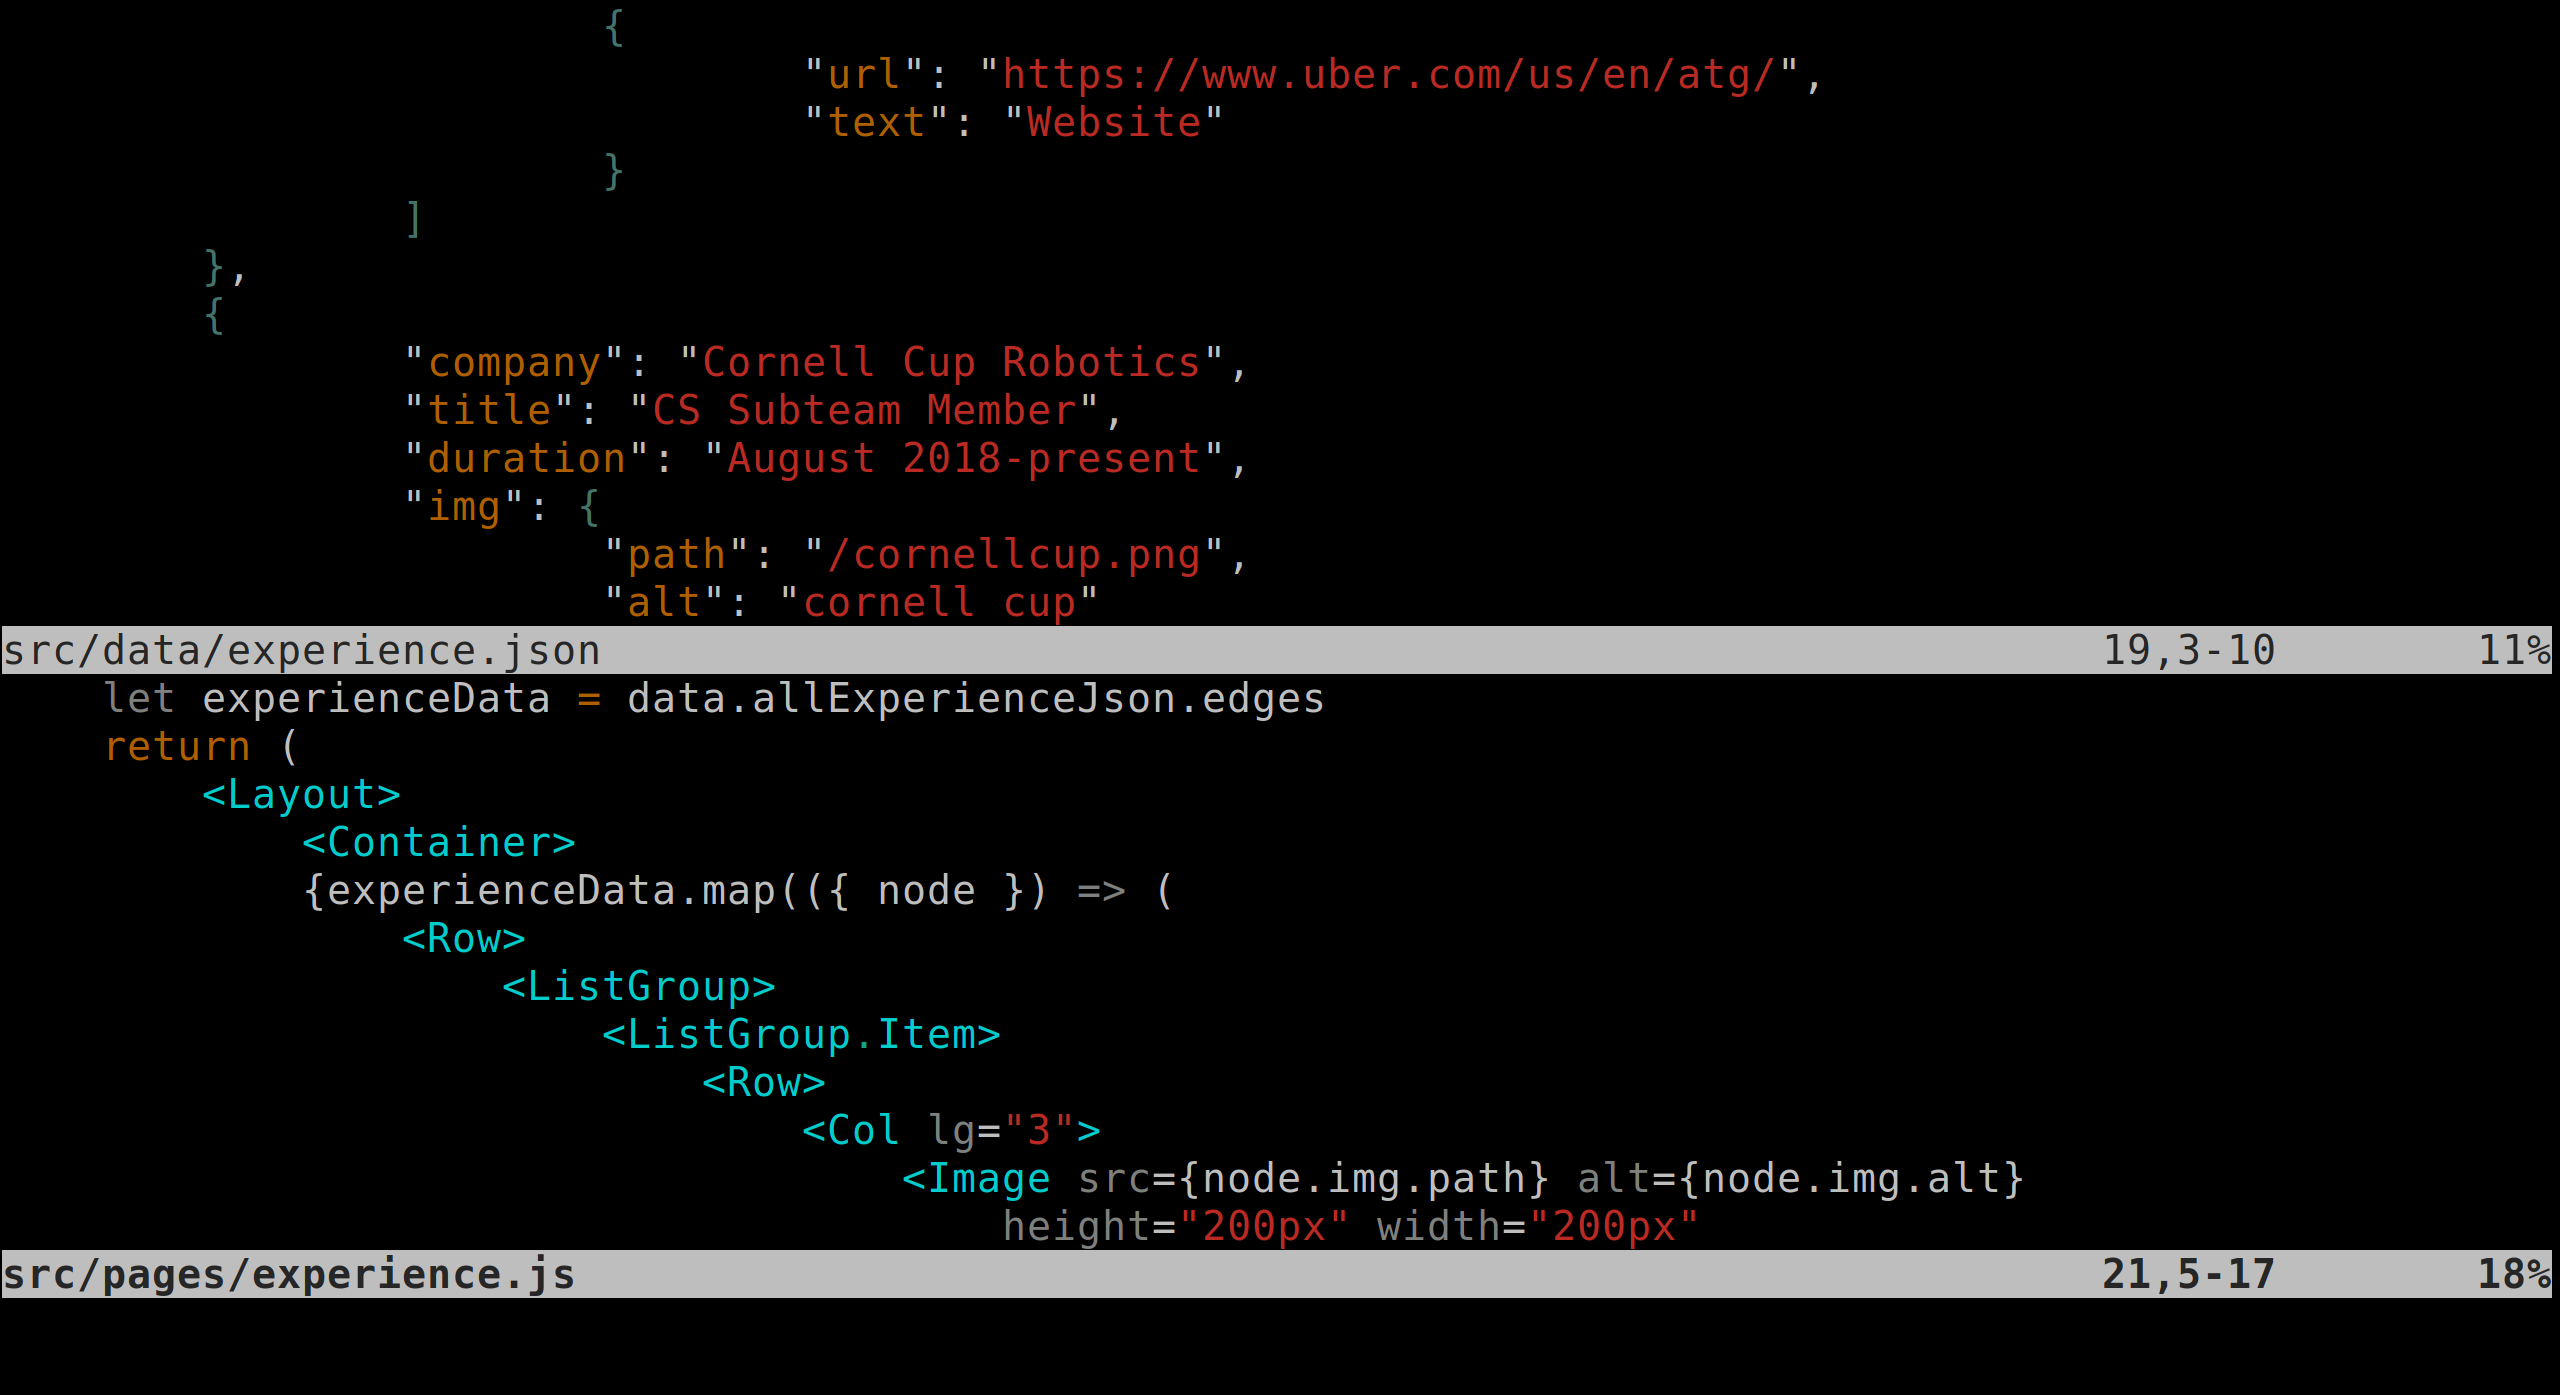 {
"url": "https://www.uber.com/us/en/atg/",
"text": "Website"
}
]
},
{
"company": "Cornell Cup Robotics",
"title": "CS Subteam Member",
"duration": "August 2018-present",
"img": {
"path": "/cornellcup.png",
"alt": "cornell cup"
src/data/experience.json 19,3-10 11%
let experienceData = data.allExperienceJson.edges
return (
<Layout>
<Container>
{experienceData.map(({ node }) => (
<Row>
<ListGroup>
<ListGroup.Item>
<Row>
<Col lg="3">
<Image src={node.img.path} alt={node.img.alt}
height="200px" width="200px"
src/pages/experience.js 21,5-17 18%